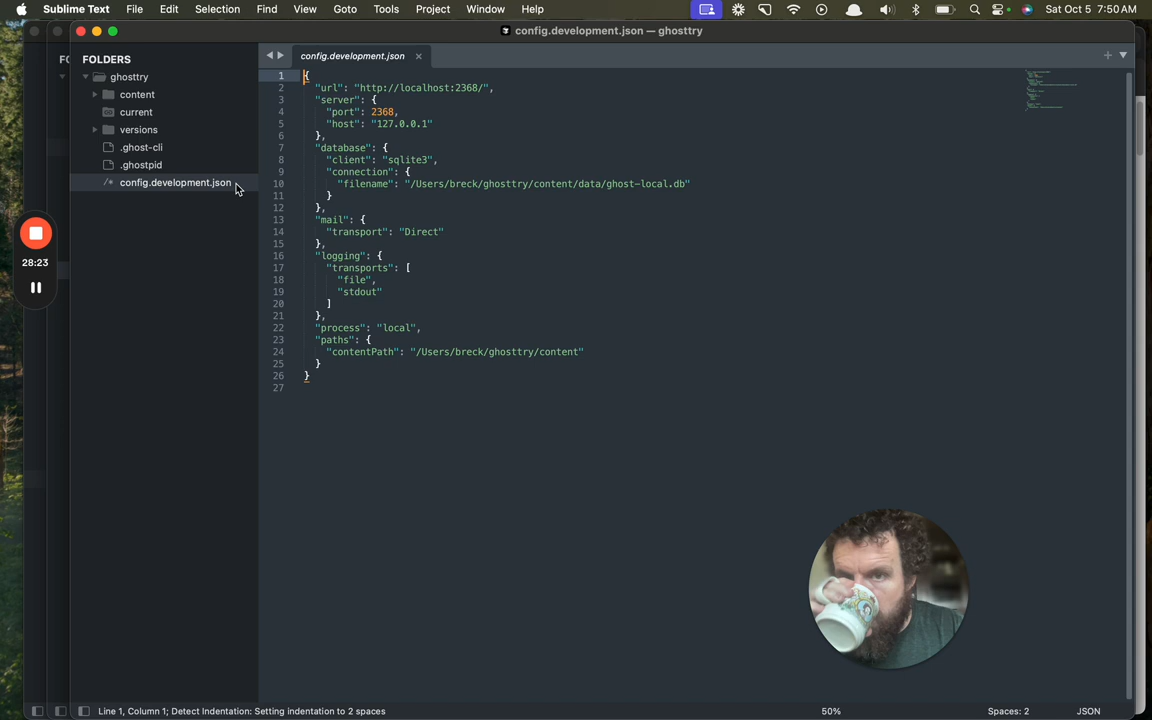 Sublime Text File Edit Selection Find View Goto Tools Project Window Help Sat Oct 5 7:50 AM
config.development.json — ghosttry
FOLDERS
ghosttry
content
current
versions
.ghost-cli
.ghostpid
config.development.json
28:23
config.development.json
1 {
2 "url": "http://localhost:2368/",
3 "server": {
4 "port": 2368,
5 "host": "127.0.0.1"
6 },
7 "database": {
8 "client": "sqlite3",
9 "connection": {
10 "filename": "/Users/breck/ghosttry/content/data/ghost-local.db"
11 }
12 },
13 "mail": {
14 "transport": "Direct"
15 },
16 "logging": {
17 "transports": [
18 "file",
19 "stdout"
20 ]
21 },
22 "process": "local",
23 "paths": {
24 "contentPath": "/Users/breck/ghosttry/content"
25 }
26 }
27
Line 1, Column 1; Detect Indentation: Setting indentation to 2 spaces 50% Spaces: 2 JSON